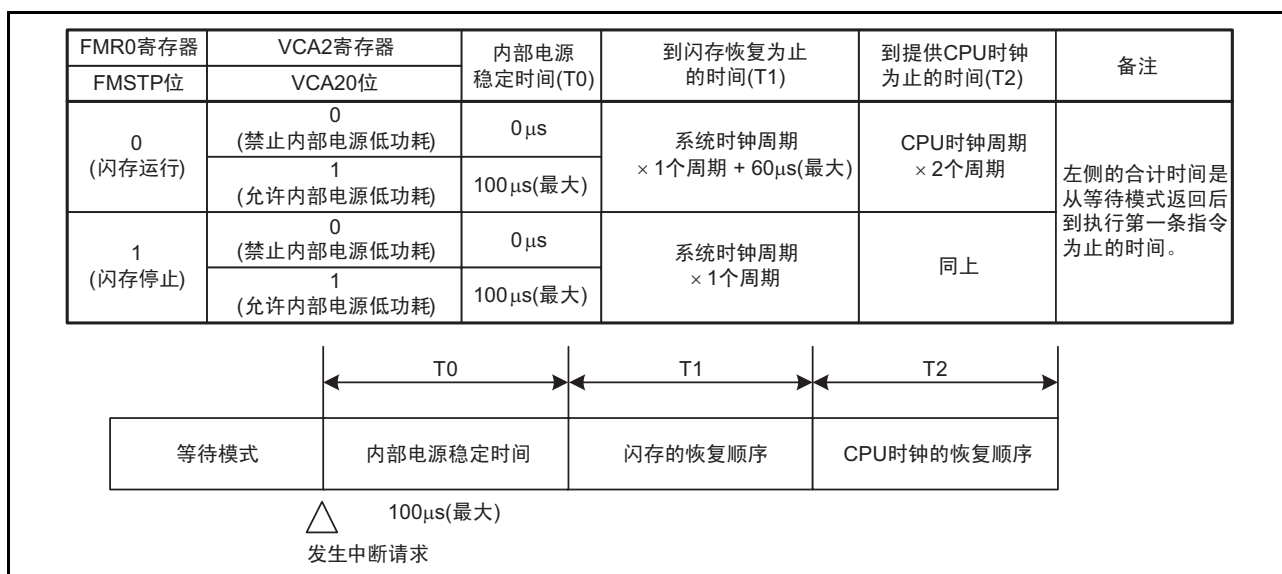 FMR0寄存器
VCA2寄存器
内部电源
稳定时间(T0)
到闪存恢复为止
的时间(T1)
到提供CPU时钟
为止的时间(T2)
备注
FMSTP位
VCA20位
0
(闪存运行)
0
(禁止内部电源低功耗)
0μs
系统时钟周期
× 1个周期 + 60μs(最大)
CPU时钟周期
× 2个周期
左侧的合计时间是
从等待模式返回后
到执行第一条指令
为止的时间。
1
(允许内部电源低功耗)
100μs(最大)
1
(闪存停止)
0
(禁止内部电源低功耗)
0μs
系统时钟周期
× 1个周期
同上
1
(允许内部电源低功耗)
100μs(最大)
T0
T1
T2
等待模式
内部电源稳定时间
闪存的恢复顺序
CPU时钟的恢复顺序
100μs(最大)
发生中断请求